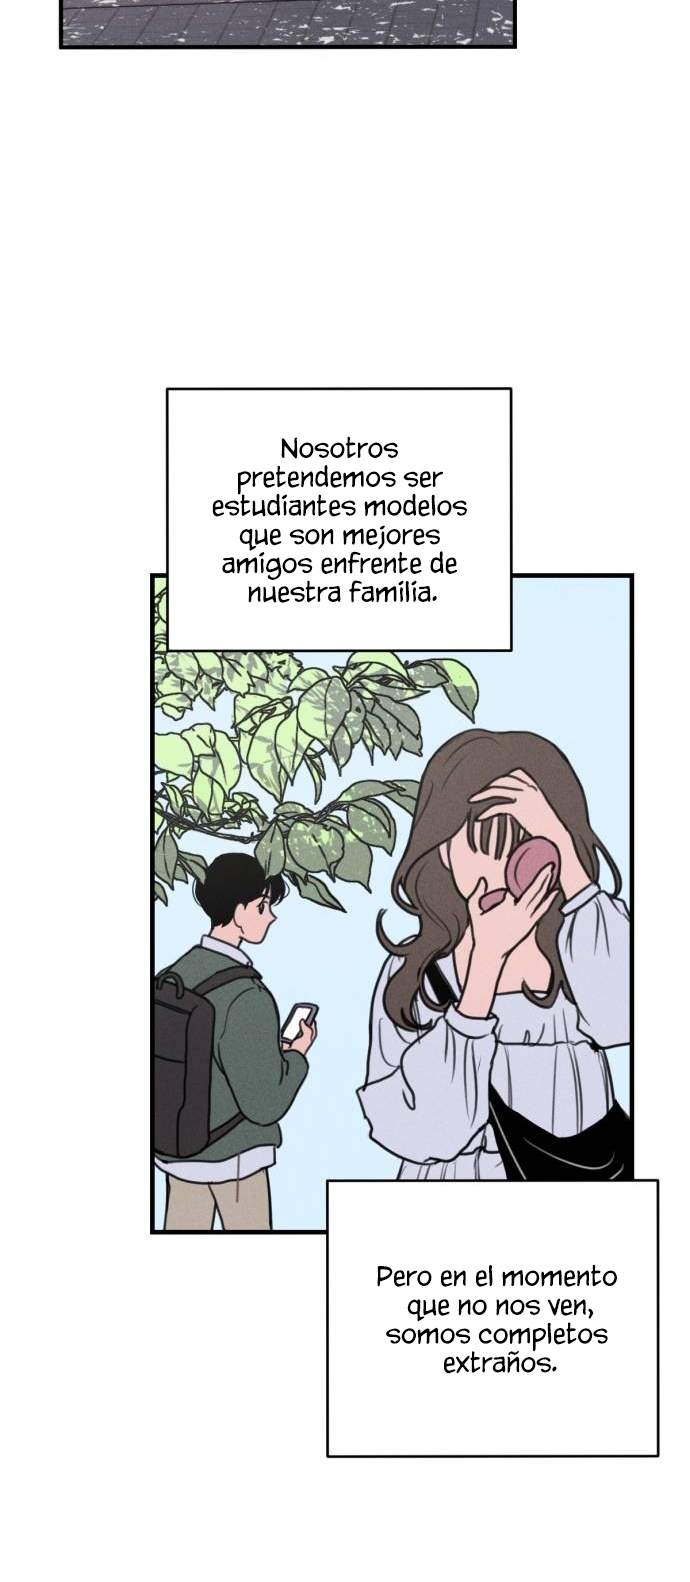 Nosotros
pretendemos ser
estudiantes modelos
que son mejores
amigos enfrente de
nuestra familia.
Pero en el momento
que no nos ven,
somos completos
extraños.